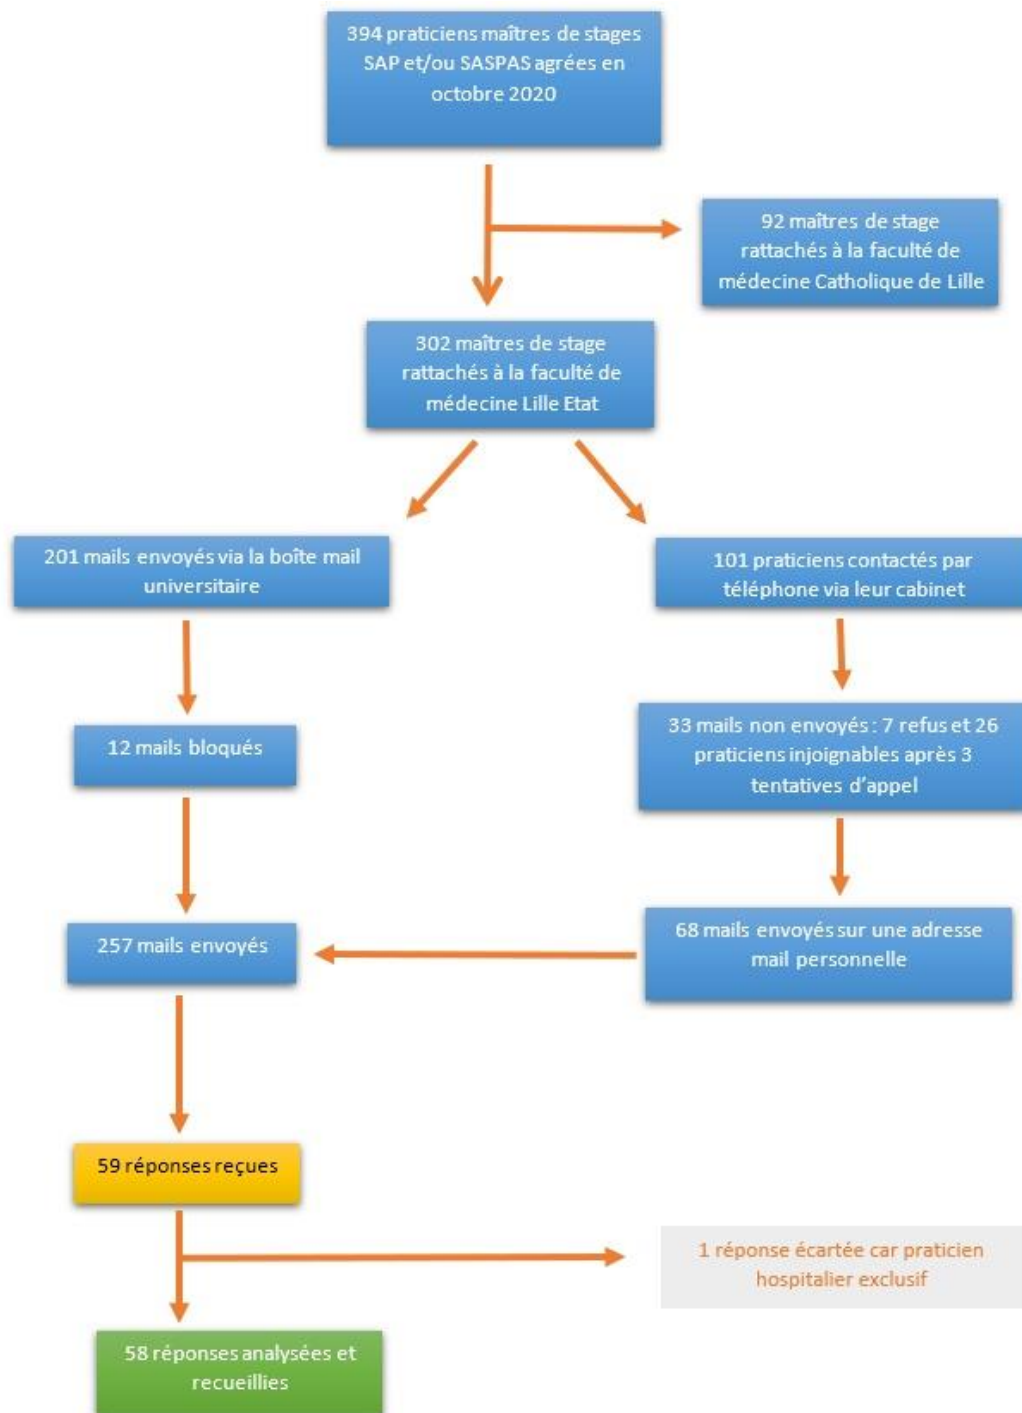 394 praticiens maîtres de stages
SAP et/ou SASPAS agrées en
octobre 2020
92 maîtres de stage
rattachés à la faculté de
médecine Catholique de Lille
302 maîtres de stage
rattachés à la faculté de
médecine Lille Etat
201 mails envoyés via la boîte mail
universitaire
101 praticiens contactés par
téléphone via leur cabinet
12 mails bloqués
33 mails non envoyés : 7 refus et 26
praticiens injoignables après 3
tentatives d'appel
257 mails envoyés
68 mails envoyés sur une adresse
mail personnelle
59 réponses reçues
1 réponse écartée car praticien
hospitalier exclusif
58 réponses analysées et
recueillies